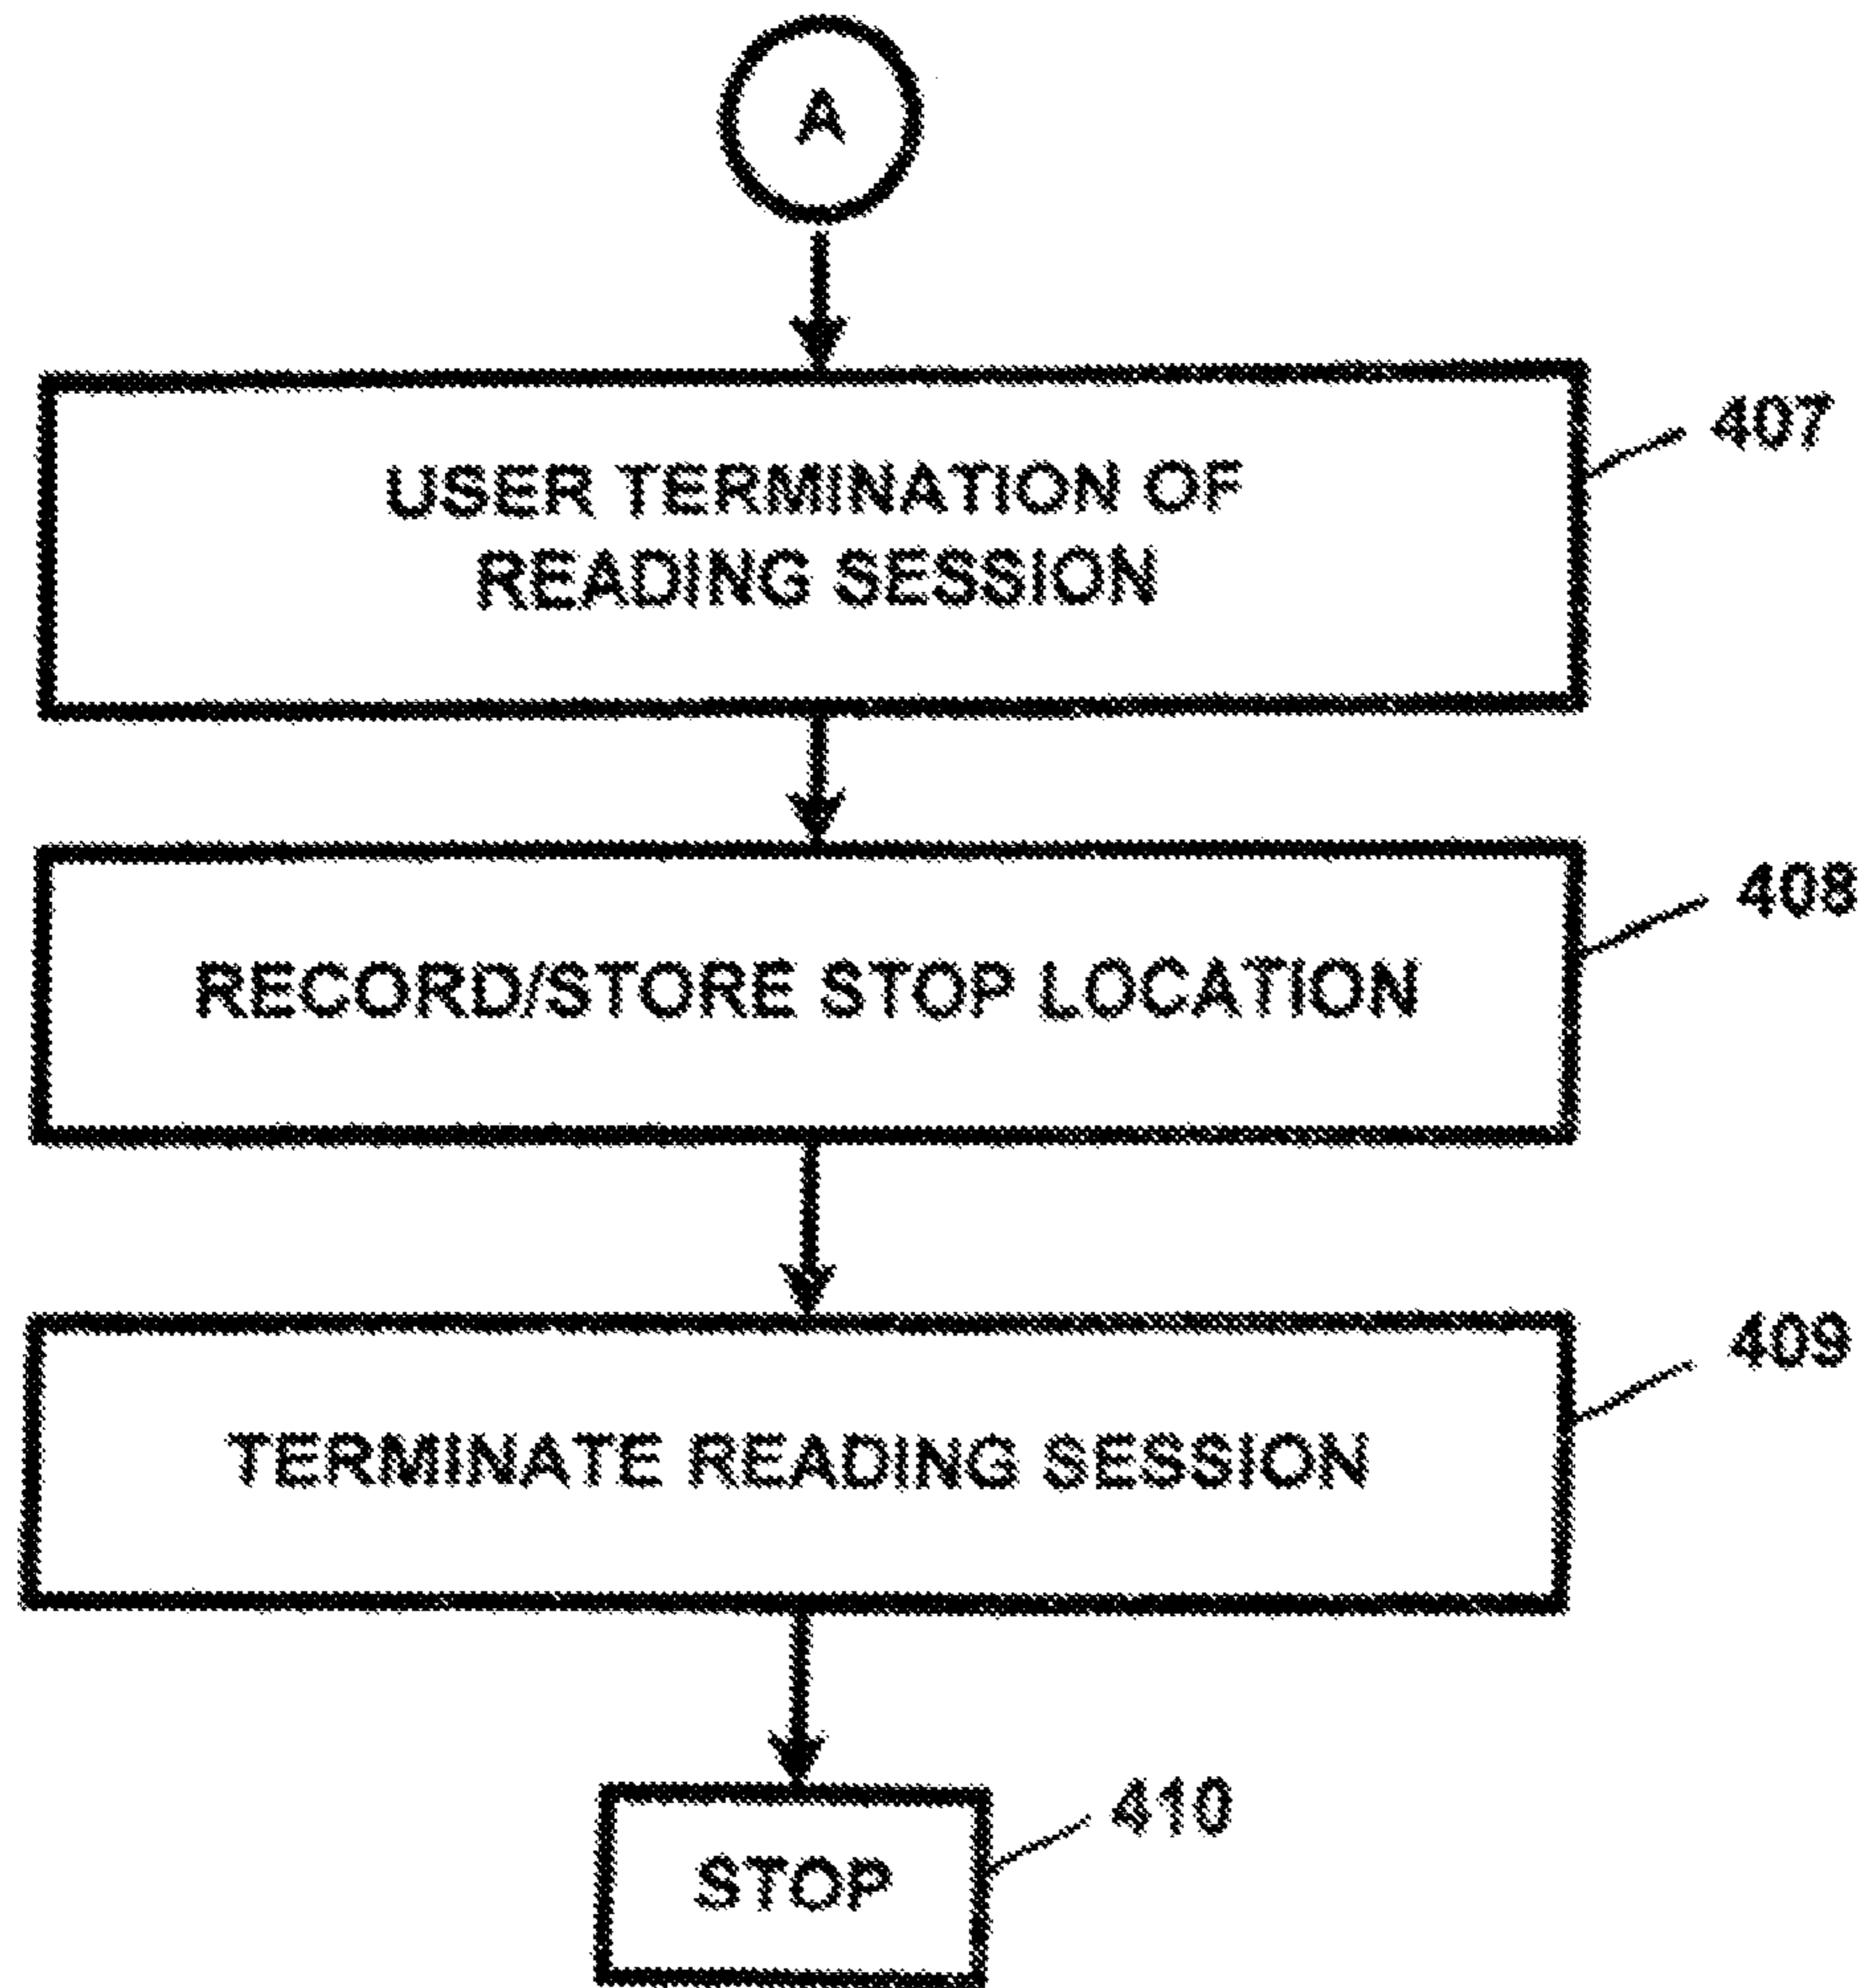 A
USER TERMINATION OF
READING SESSION
407
RECORD/STORE STOP LOCATION
408
TERMINATE READING SESSION
409
STOP
410